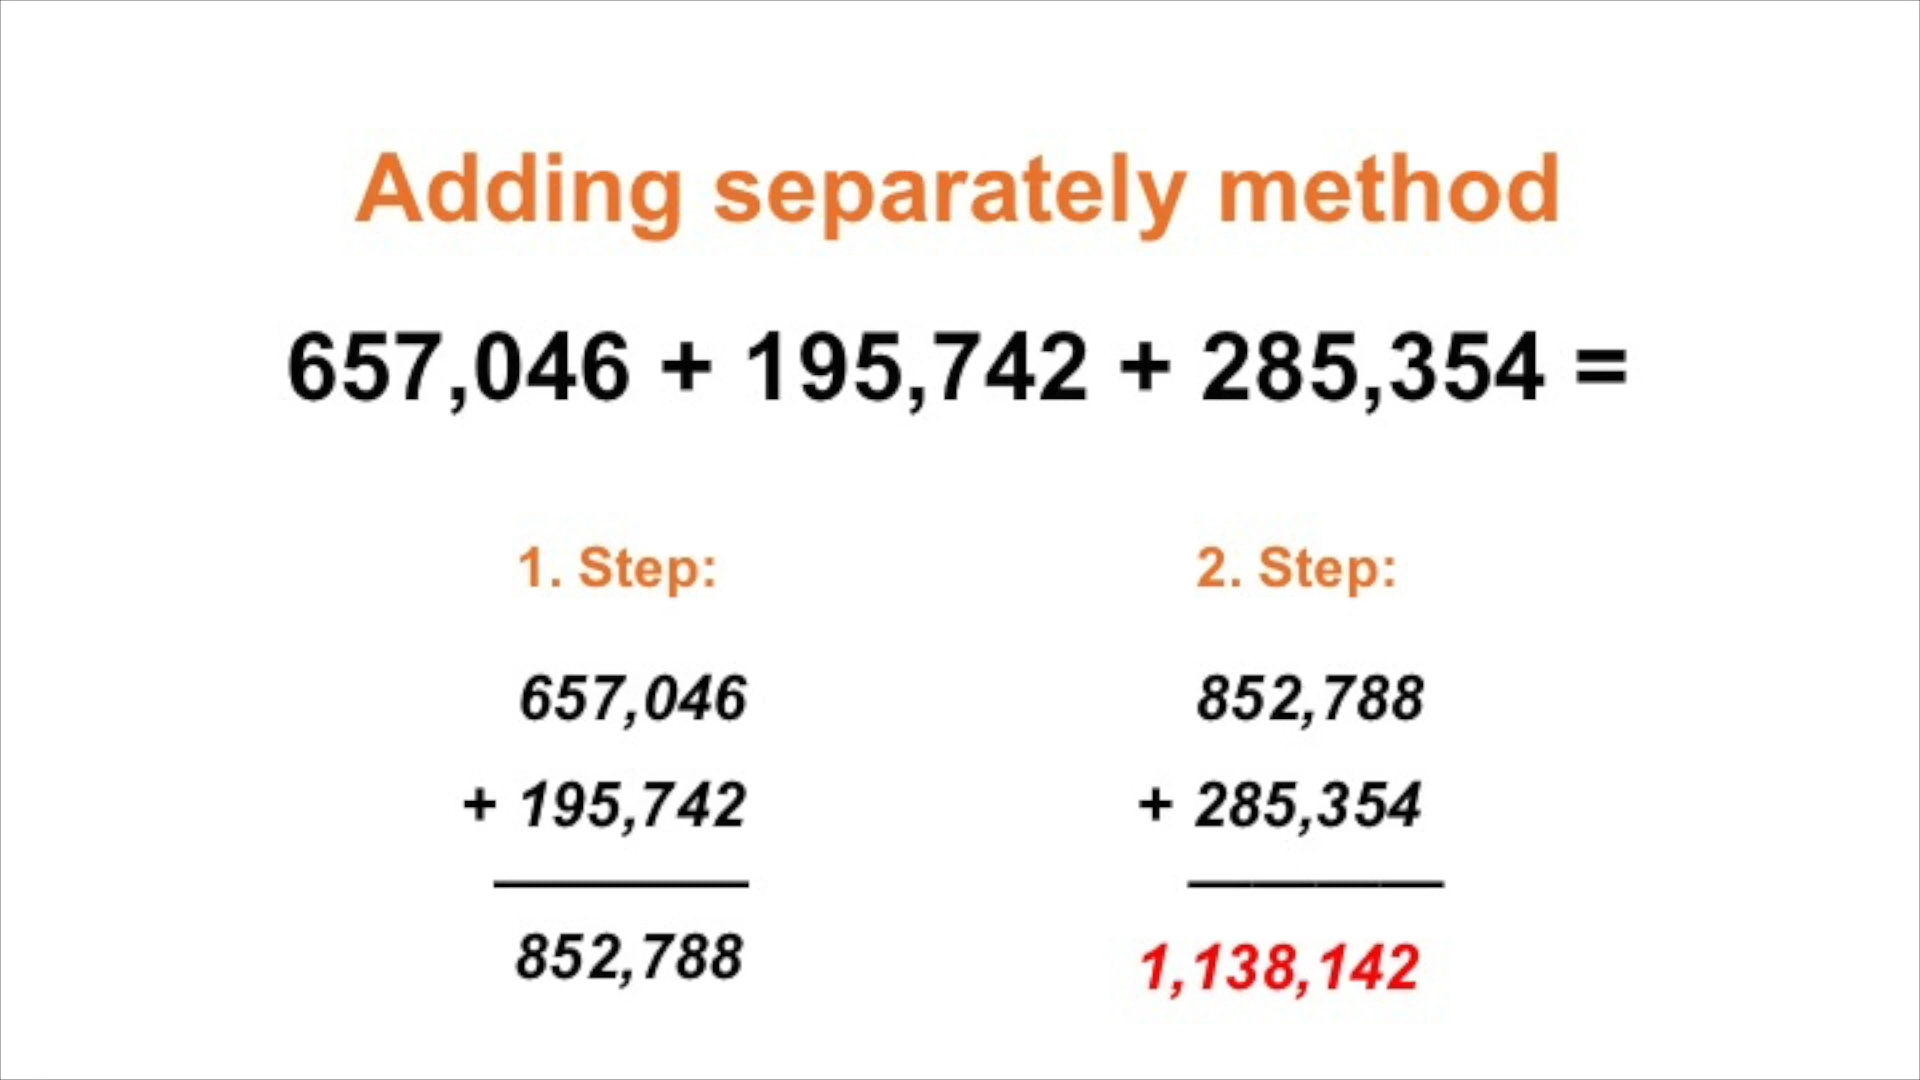 Adding separately method
657,046 + 195,742 + 285,354 =
1. Step:
657,046
+ 195,742
852,788
2. Step:
852,788
+ 285,354
1,138,142